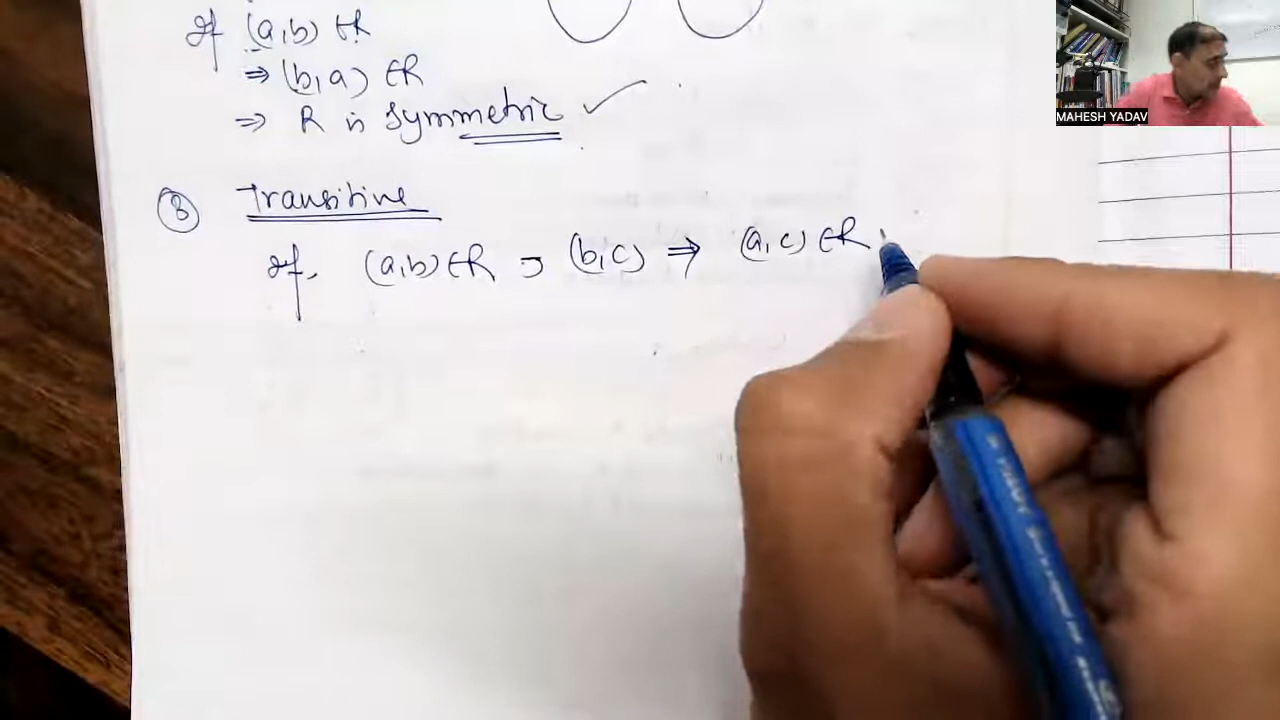 If (a,b) ∈R
⇒ (b,a) ∈R
⇒ R is symmetric ✓
③ Transitive
If, (a,b) ∈R , (b,c) ⇒ (a,c) ∈R
MAHESH YADAV